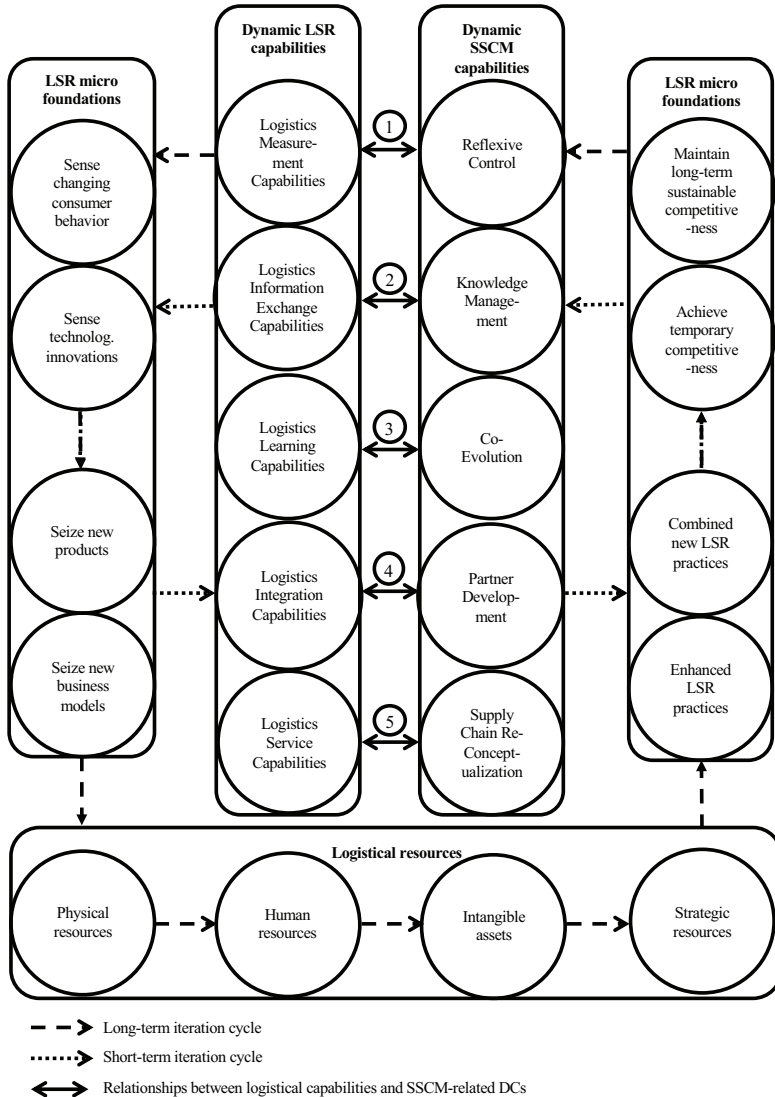 LSR micro
foundations
Sense
changing
consumer
behavior
Sense
technolog.
innovations
Seize new
products
Seize new
business
models
Dynamic LSR
capabilities
Logistics
Measure-
ment
Capabilities
Logistics
Information
Exchange
Capabilities
Logistics
Learning
Capabilities
Logistics
Integration
Capabilities
Logistics
Service
Capabilities
1
2
3
4
5
Dynamic
SSCM
capabilities
Reflexive
Control
Knowledge
Manage-
ment
Co-
Evolution
Partner
Develop-
ment
Supply
Chain Re-
Concept-
ualization
LSR micro
foundations
Maintain
long-term
sustainable
competitive
-ness
Achieve
temporary
competitive
-ness
Combined
new LSR
practices
Enhanced
LSR
practices
Logistical resources
Physical
resources
Human
resources
Intangible
assets
Strategic
resources
Long-term iteration cycle
Short-term iteration cycle
Relationships between logistical capabilities and SSCM-related DCs